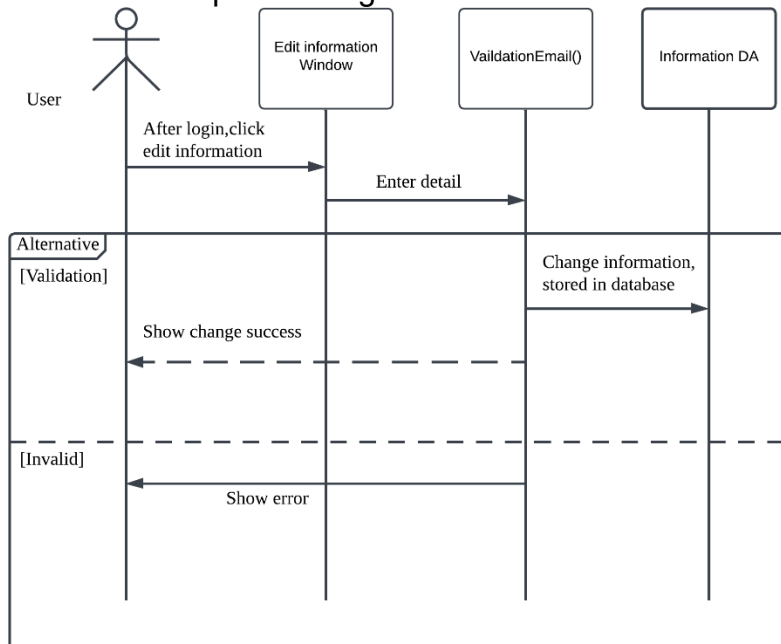 Edit information
Window
VaildationEmail()
Information DA
User
After login,click
edit information
Enter detail
Alternative
[Validation]
Change information,
stored in database
Show change success
[Invalid]
Show error